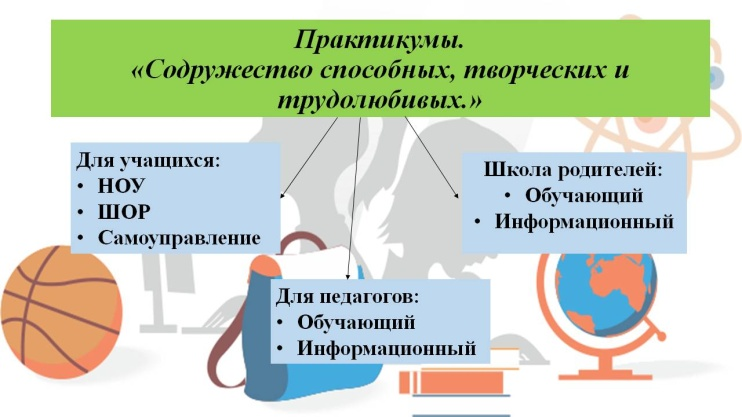 Практикумы.
«Содружество способных, творческих и
трудолюбивых.»
Для учащихся:
• НОУ
• ШОР
• Самоуправление
Школа родителей:
• Обучающий
• Информационный
Для педагогов:
• Обучающий
• Информационный